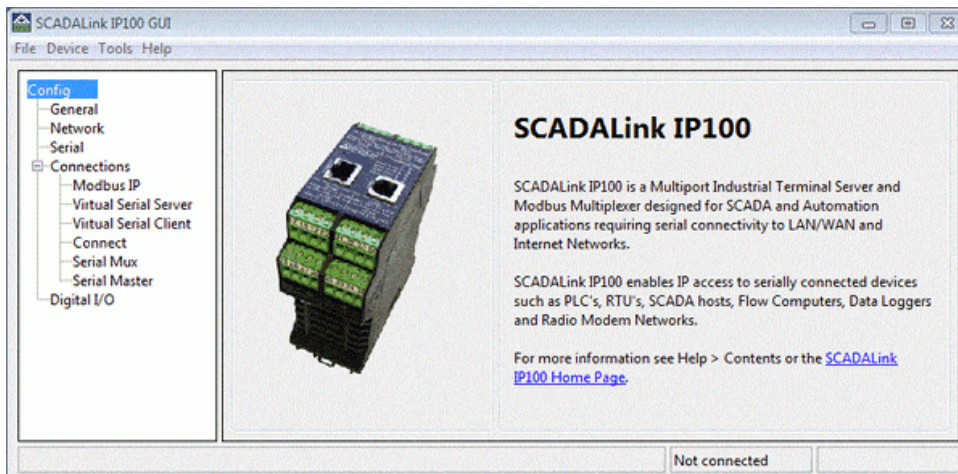 SCADALink IP100 GUI
File Device Tools Help
Config
General
Network
Serial
Connections
Modbus IP
Virtual Serial Server
Virtual Serial Client
Connect
Serial Mux
Serial Master
Digital I/O
SCADALink IP100
SCADALink IP100 is a Multiport Industrial Terminal Server and
Modbus Multiplexer designed for SCADA and Automation
applications requiring serial connectivity to LAN/WAN and
Internet Networks.
SCADALink IP100 enables IP access to serially connected devices
such as PLC's, RTU's, SCADA hosts, Flow Computers, Data Loggers
and Radio Modem Networks.
For more information see Help > Contents or the SCADALink
IP100 Home Page.
Not connected